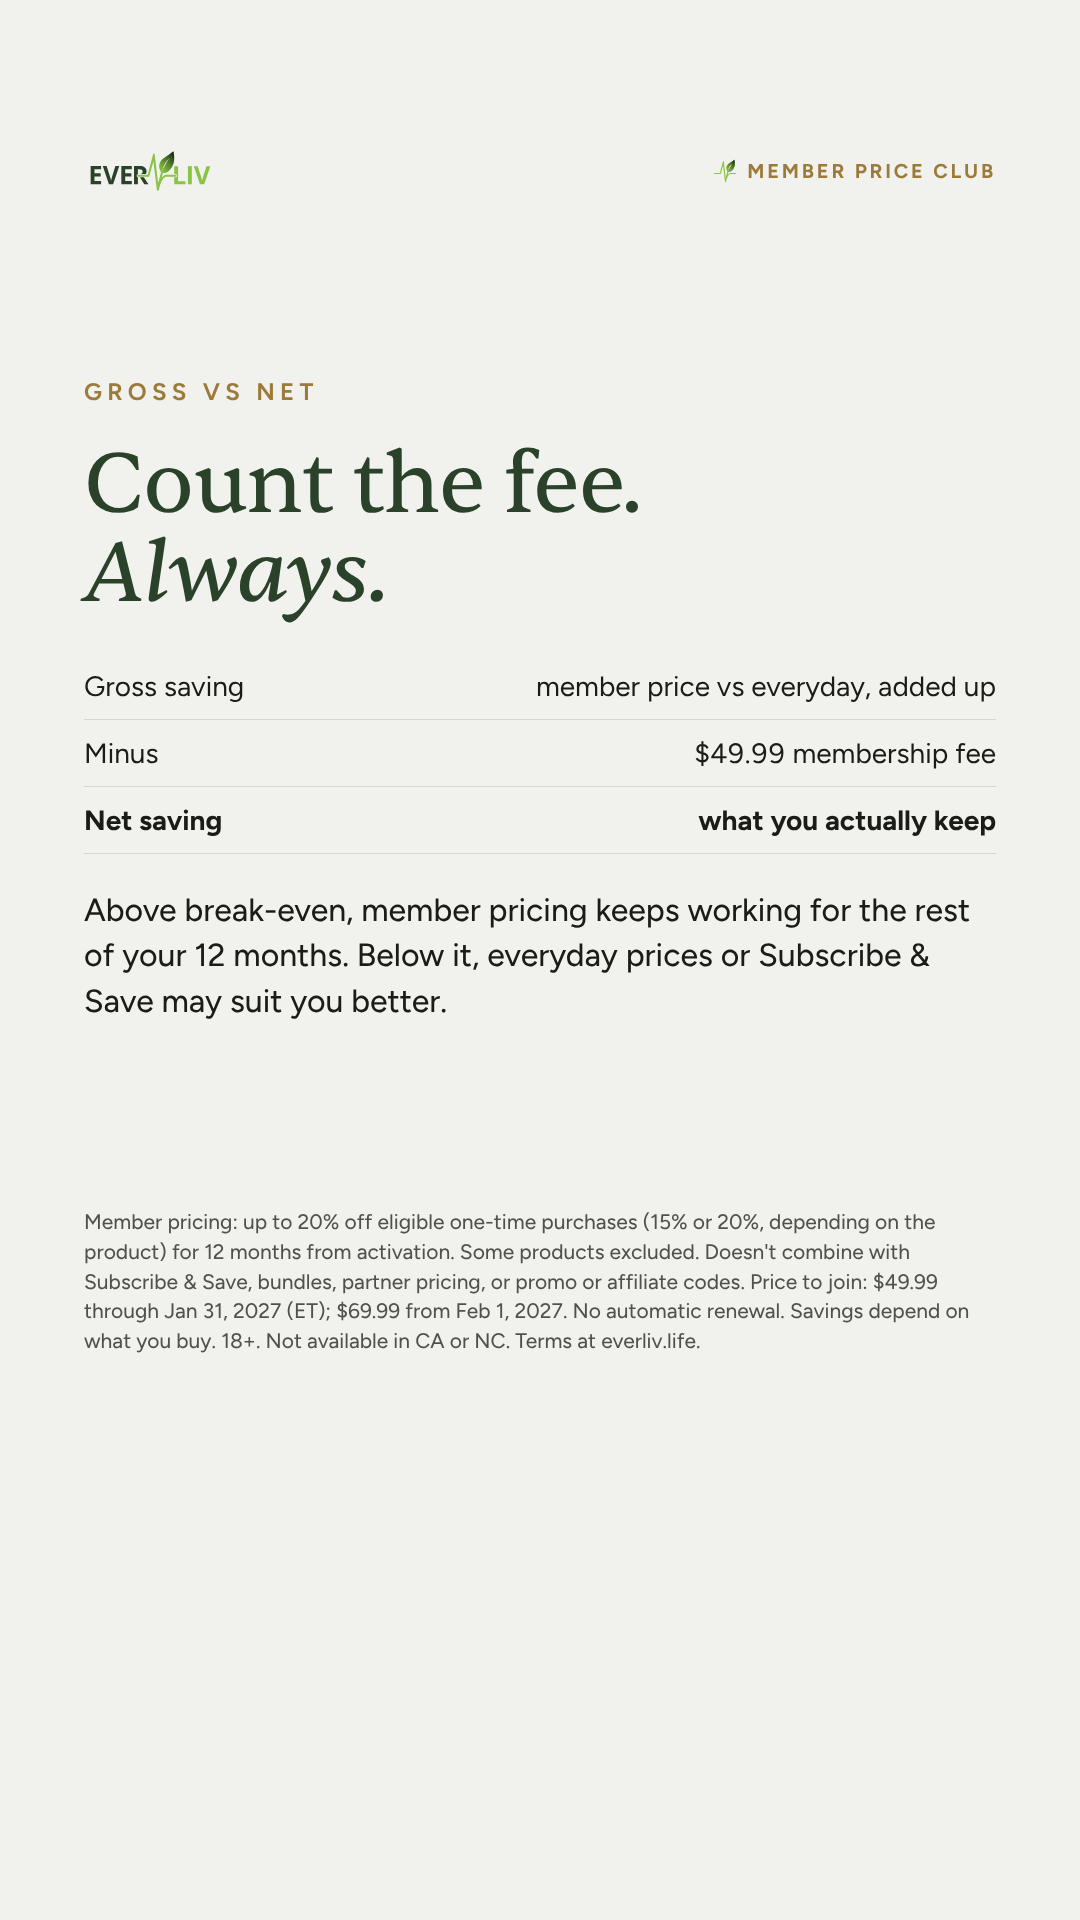 EVERLIV
MEMBER PRICE CLUB
GROSS VS NET
Count the fee.
Always.
Gross saving member price vs everyday, added up
Minus $49.99 membership fee
Net saving what you actually keep
Above break-even, member pricing keeps working for the rest
of your 12 months. Below it, everyday prices or Subscribe &
Save may suit you better.
Member pricing: up to 20% off eligible one-time purchases (15% or 20%, depending on the
product) for 12 months from activation. Some products excluded. Doesn't combine with
Subscribe & Save, bundles, partner pricing, or promo or affiliate codes. Price to join: $49.99
through Jan 31, 2027 (ET); $69.99 from Feb 1, 2027. No automatic renewal. Savings depend on
what you buy. 18+. Not available in CA or NC. Terms at everliv.life.